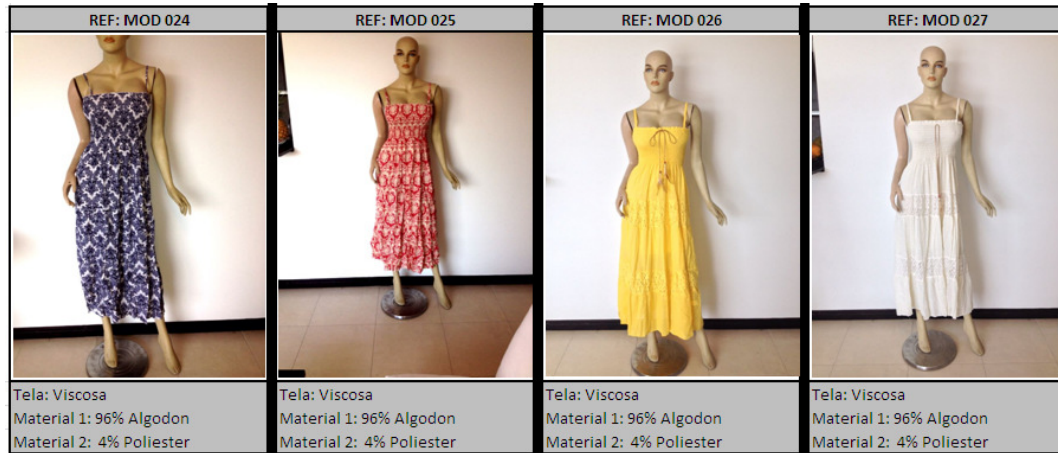 REF: MOD 024
REF: MOD 025
REF: MOD 026
REF: MOD 027
Tela: Viscosa
Material 1: 96% Algodon
Material 2: 4% Poliester
Tela: Viscosa
Material 1: 96% Algodon
Material 2: 4% Poliester
Tela: Viscosa
Material 1: 96% Algodon
Material 2: 4% Poliester
Tela: Viscosa
Material 1: 96% Algodon
Material 2: 4% Poliester